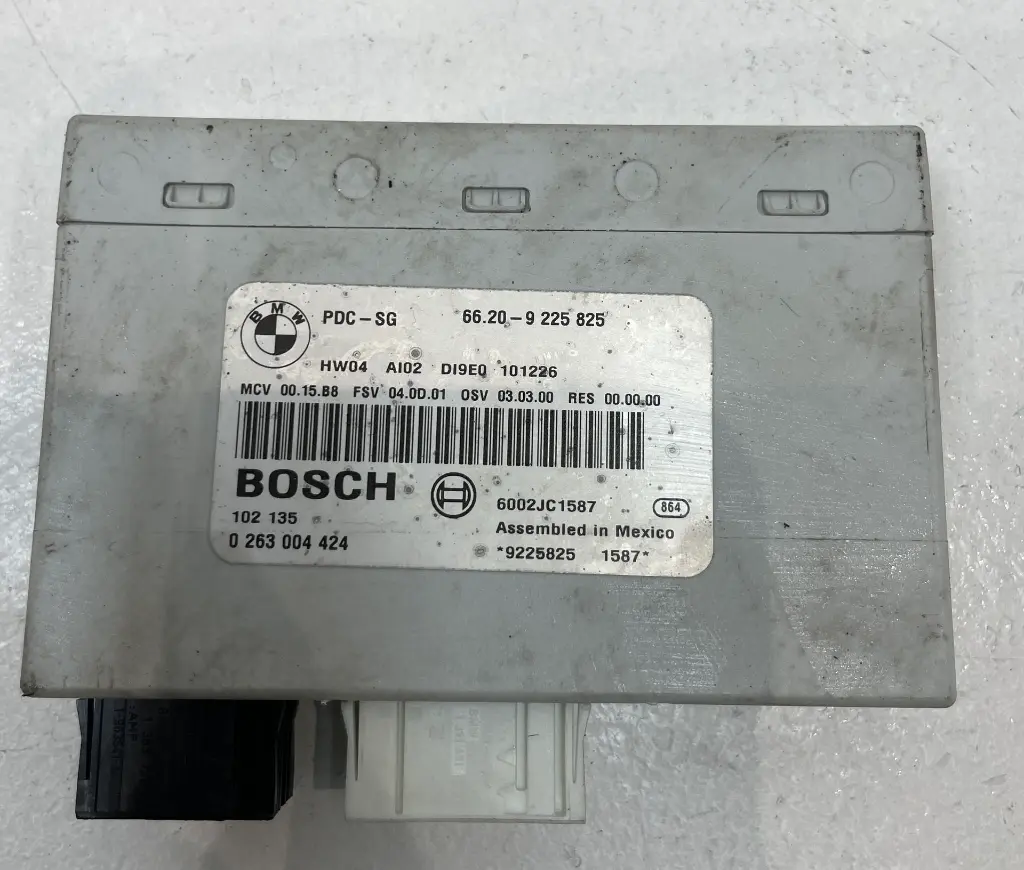 BMW
PDC-SG 66.20-9 225 825
HW04 AI02 DI9E0 101226
MCV 00.15.B8 FSV 04.0D.01 OSV 03.03.00 RES 00.00.00
BOSCH
6002JC1587 864
102 135 Assembled in Mexico
0 263 004 424 *9225825 1587*
AMP